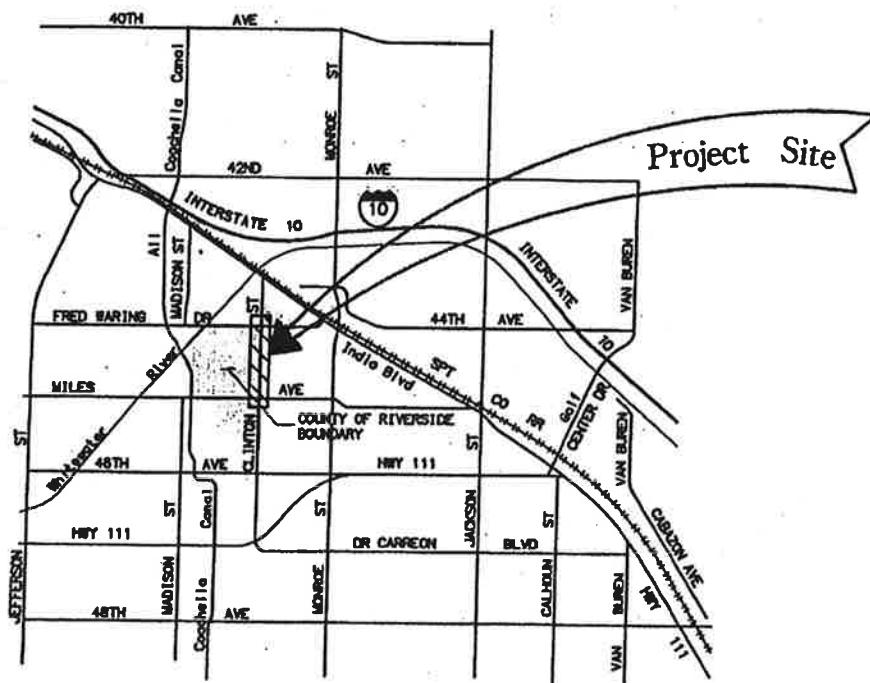 40TH AVE
Coachella Canal
ST
MONROE
42ND AVE
Project Site
INTERSTATE 10
10
All
MADISON ST
INTERSTATE 10
VAN BUREN
FRED WARING DR
ST
44TH AVE
River
Indio Blvd
SPT CO RR
Golf
CENTER DR
MILES AVE
COUNTY OF RIVERSIDE
BOUNDARY
ST
Whitewater
CLINTON
48TH AVE
HWY 111
ST
VAN BUREN
CABAZON AVE
ST
Canal
ST
JACKSON
ST
HWY 111
DR CARREON BLVD
HWY 111
JEFFERSON
MADISON
Coachella
MONROE
CALHOUN
VAN BUREN
48TH AVE